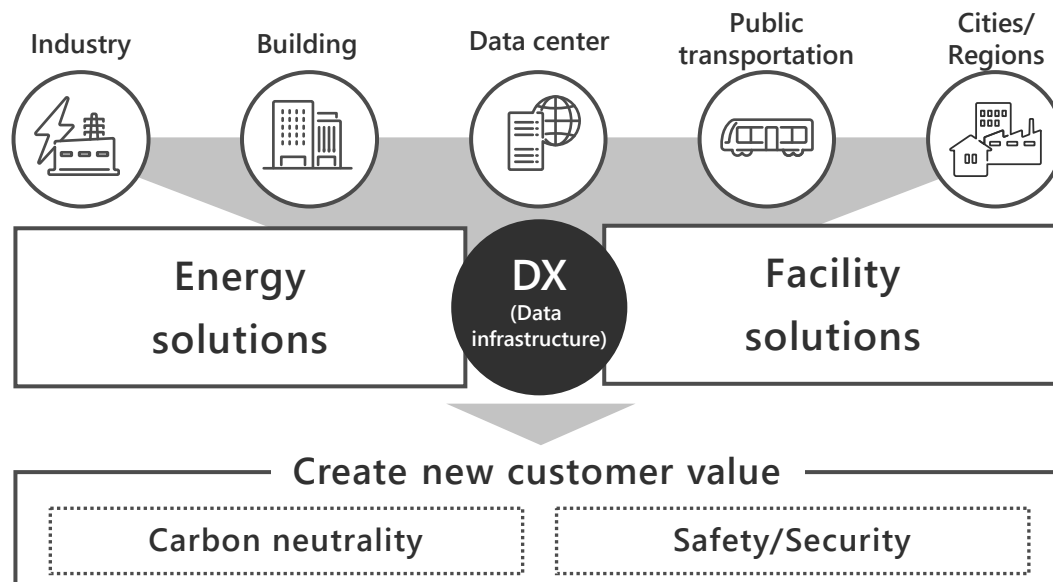 Industry
Building
Data center
Public
transportation
Cities/
Regions
Energy
solutions
DX
(Data
infrastructure)
Facility
solutions
Create new customer value
Carbon neutrality
Safety/Security